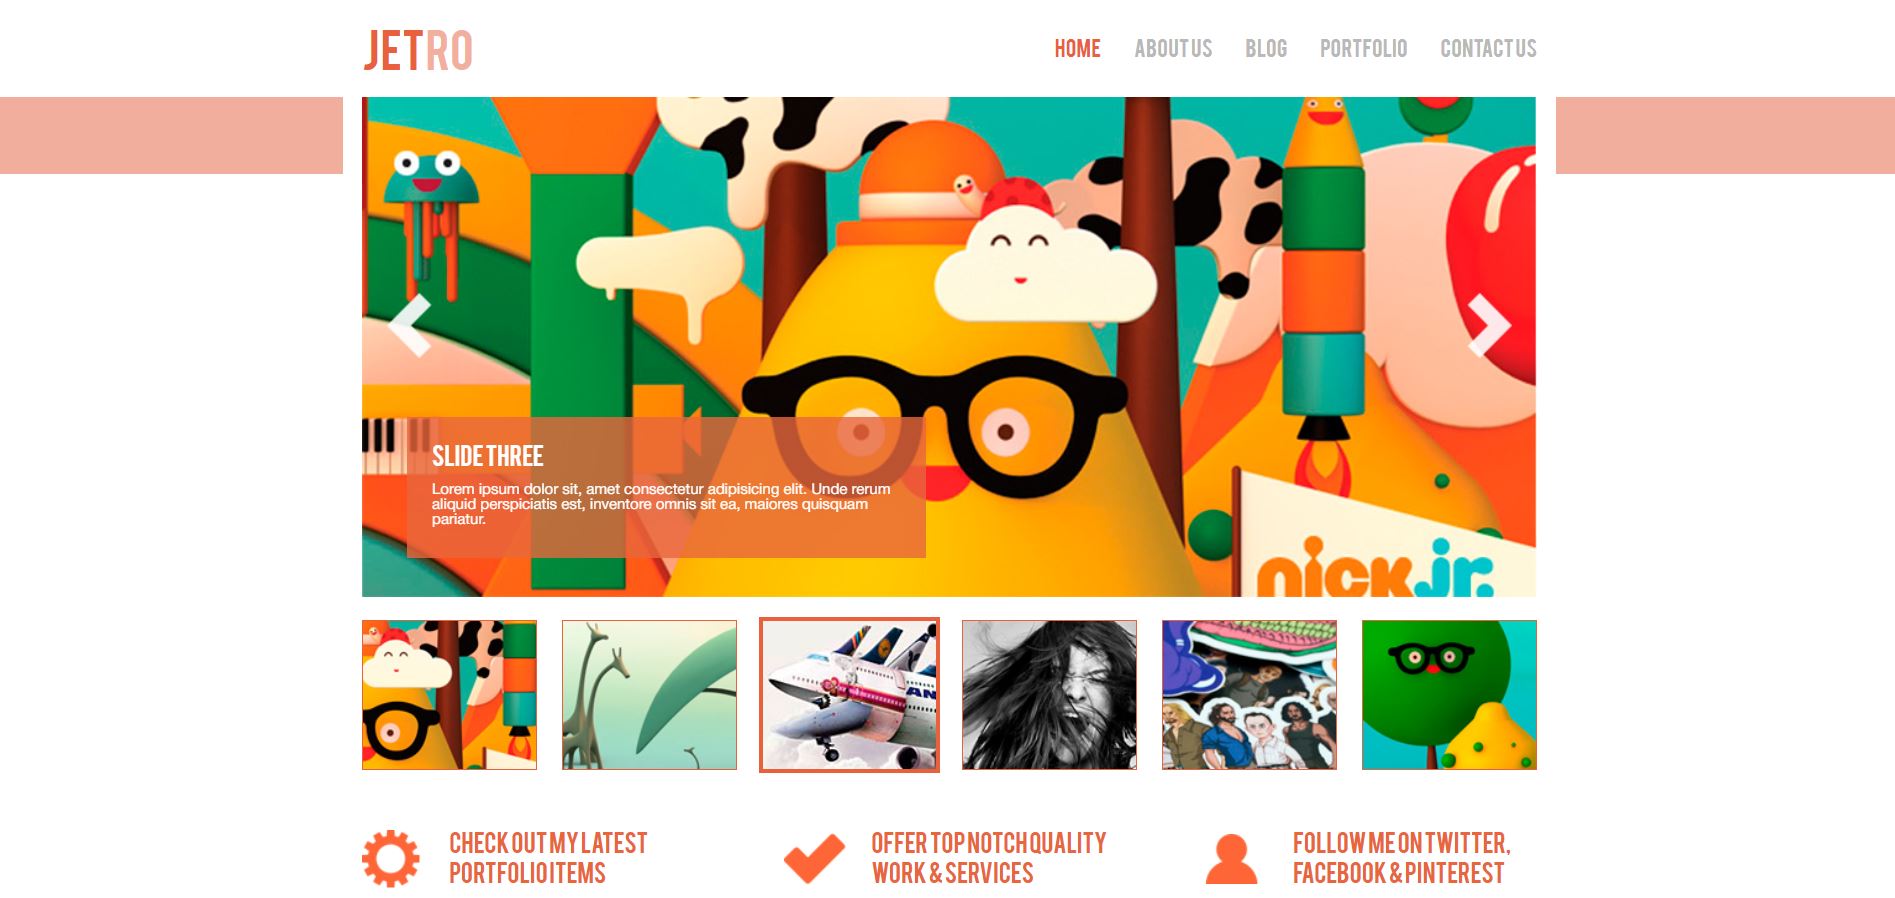 JETRO
HOME ABOUT US BLOG PORTFOLIO CONTACT US
SLIDE THREE
Lorem ipsum dolor sit, amet consectetur adipisicing elit. Unde rerum
aliquid perspiciatis est, inventore omnis sit ea, maiores quisquam
pariatur.
nickjr.
AN
CHECK OUT MY LATEST
PORTFOLIO ITEMS
OFFER TOP NOTCH QUALITY
WORK & SERVICES
FOLLOW ME ON TWITTER,
FACEBOOK & PINTEREST